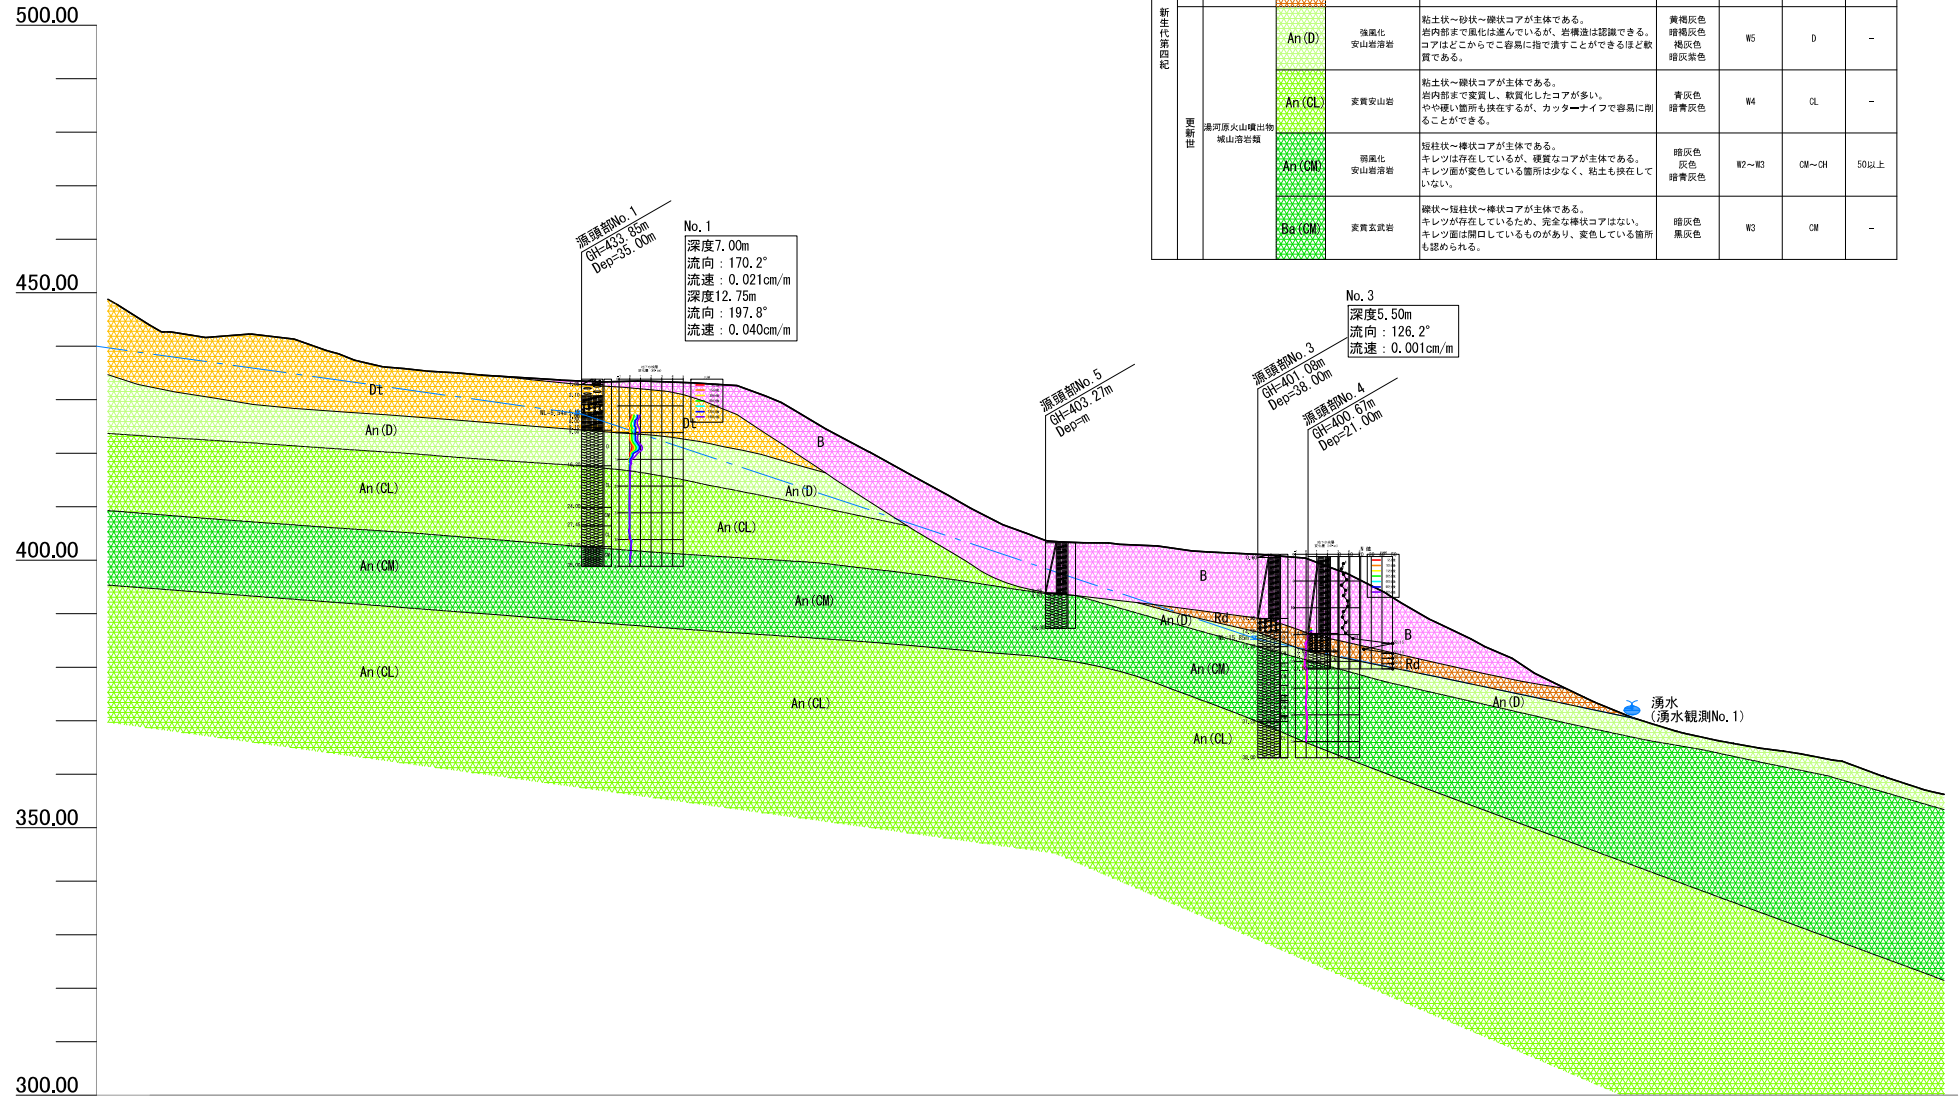 500.00
450.00
400.00
350.00
300.00
新生代第四紀
更新世
湯河原火山噴出物
城山溶岩類
An(D)
強風化
安山岩溶岩
粘土状～砂状～礫状コアが主体である。
岩内部まで風化は進んでいるが、岩構造は認識できる。
コアはどこからでこ容易に指で潰すことができるほど軟
質である。
黄褐灰色
暗褐灰色
褐灰色
暗灰紫色
W5
D
-
An(CL)
変質安山岩
粘土状～礫状コアが主体である。
岩内部まで変質し、軟質化したコアが多い。
やや硬い箇所も挟在するが、カッターナイフで容易に削
ることができる。
青灰色
暗青灰色
W4
CL
-
An(CM)
弱風化
安山岩溶岩
短柱状～棒状コアが主体である。
キレツは存在しているが、硬質なコアが主体である。
キレツ面が変色している箇所は少なく、粘土も挟在して
いない。
暗灰色
灰色
暗青灰色
W2～W3
CM～CH
50以上
Ba(CM)
変質玄武岩
礫状～短柱状～棒状コアが主体である。
キレツが存在しているため、完全な棒状コアはない。
キレツ面は開口しているものがあり、変色している箇所
も認められる。
暗灰色
黒灰色
W3
CM
源頭部No.1
GH=433.85m
Dep=35.00m
No.1
深度7.00m
流向：170.2°
流速：0.021cm/m
深度12.75m
流向：197.8°
流速：0.040cm/m
源頭部No.5
GH=403.27m
Dep=m
No.3
深度5.50m
流向：126.2°
流速：0.001cm/m
源頭部No.3
GH=401.08m
Dep=38.00m
源頭部No.4
GH=400.67m
Dep=21.00m
Dt
Dt
An(D)
B
An(CL)
An(D)
An(CL)
An(CM)
An(CM)
B
Rd
An(D)
B
Rd
An(CM)
An(CL)
An(CL)
An(CL)
An(D)
湧水
(湧水観測No.1)